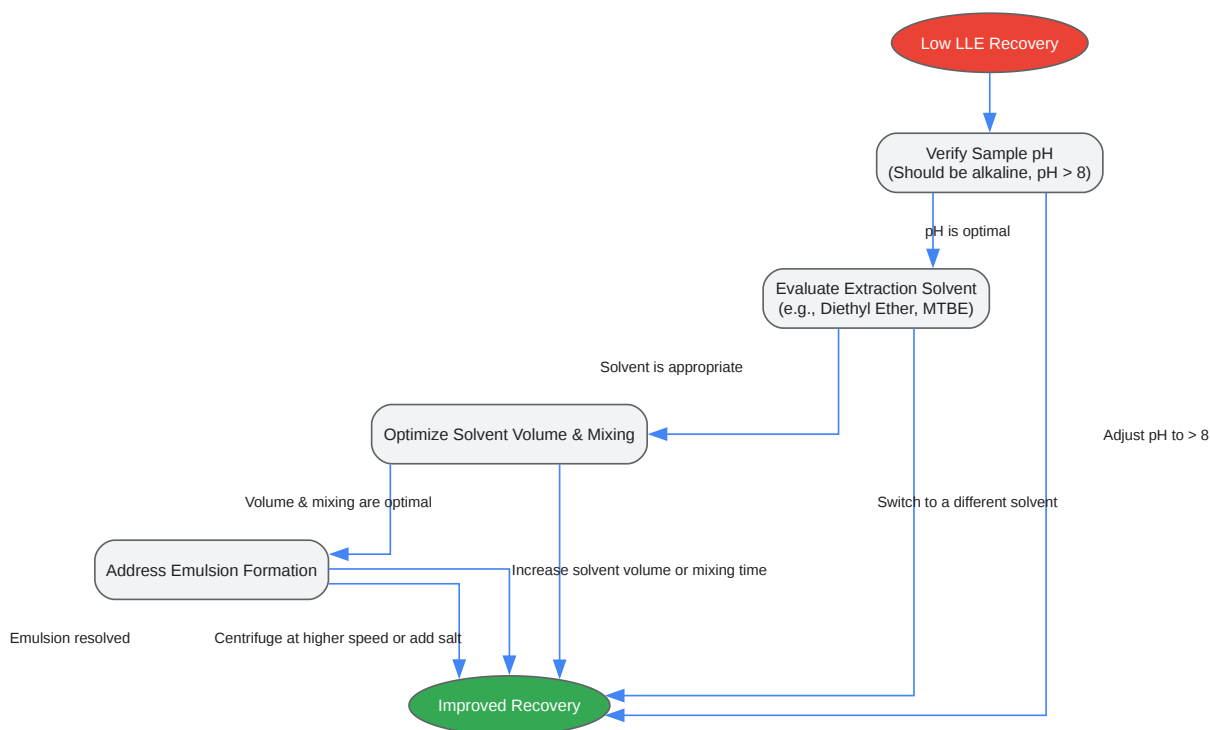 Low LLE Recovery
Verify Sample pH
(Should be alkaline, pH > 8)
pH is optimal
Evaluate Extraction Solvent
(e.g., Diethyl Ether, MTBE)
Solvent is appropriate
Optimize Solvent Volume & Mixing
Adjust pH to > 8
Volume & mixing are optimal
Switch to a different solvent
Address Emulsion Formation
Increase solvent volume or mixing time
Emulsion resolved
Centrifuge at higher speed or add salt
Improved Recovery